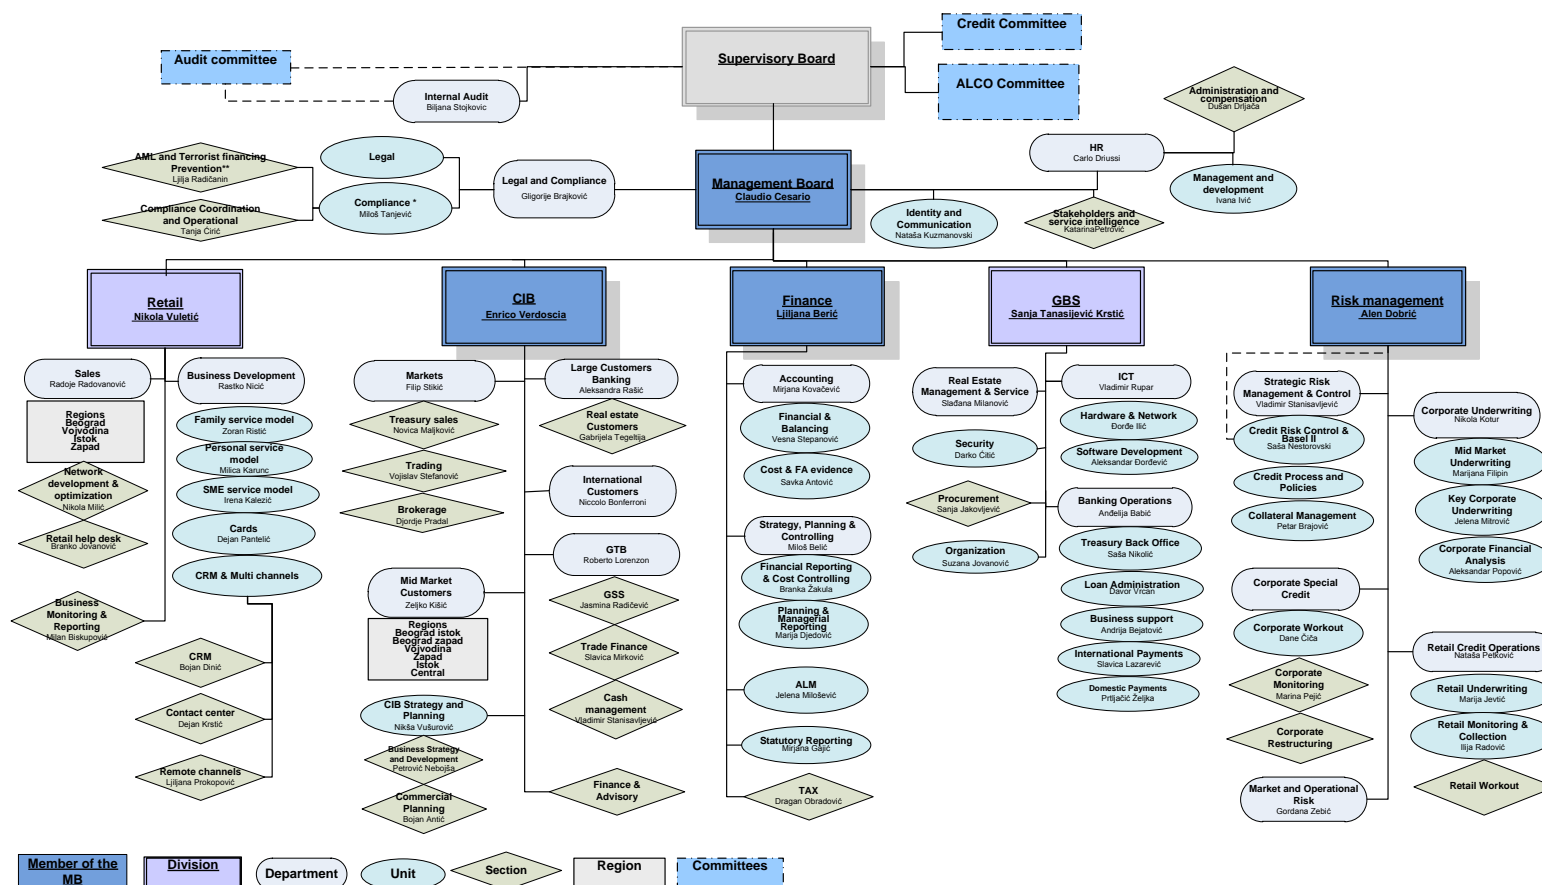 Supervisory Board
Credit Committee
ALCO Committee
Audit committee
Internal Audit
Biljana Stojkovic
Administration and
compensation
Dušan Drljača
HR
Carlo Driussi
Management and
development
Ivana Ivić
AML and Terrorist financing
Prevention**
Ljilja Radičanin
Legal
Compliance *
Miloš Tanjević
Compliance Coordination
and Operational
Tanja Ćirić
Legal and Compliance
Gligorije Brajković
Management Board
Claudio Cesario
Identity and
Communication
Nataša Kuzmanovski
Stakeholders and
service intelligence
KatarinaPetrović
Retail
Nikola Vuletić
CIB
Enrico Verdoscia
Finance
Ljiljana Berić
GBS
Sanja Tanasijević Krstić
Risk management
Alen Dobrić
Sales
Radoje Radovanović
Regions
Beograd
Vojvodina
Istok
Zapad
Network
development &
optimization
Nikola Milić
Retail help desk
Branko Jovanović
Business
Monitoring &
Reporting
Milan Biskupović
Business Development
Rastko Nicić
Family service model
Zoran Ristić
Personal service
model
Milica Karunc
SME service model
Irena Kalezić
Cards
Dejan Pantelić
CRM & Multi channels
CRM
Bojan Dinić
Contact center
Dejan Krstić
Remote channels
Ljiljana Prokopović
Markets
Filip Stikić
Treasury sales
Novica Maljković
Trading
Vojislav Stefanović
Brokerage
Djordje Pradal
Mid Market
Customers
Zeljko Kišić
Regions
Beograd istok
Beograd zapad
Vojvodina
Zapad
Istok
Central
CIB Strategy and
Planning
Nikša Vušurović
Business Strategy
and Development
Petrović Nebojša
Commercial
Planning
Bojan Antić
Large Customers
Banking
Aleksandra Rašić
Real estate
Customers
Gabrijela Tegeltija
International
Customers
Niccolo Bonferroni
GTB
Roberto Lorenzon
GSS
Jasmina Radičević
Trade Finance
Slavica Mirković
Cash
management
Vladimir Stanisavljević
Finance &
Advisory
Accounting
Mirjana Kovačević
Financial &
Balancing
Vesna Stepanović
Cost & FA evidence
Savka Antović
Strategy, Planning &
Controlling
Miloš Belić
Financial Reporting
& Cost Controlling
Branka Žakula
Planning &
Managerial
Reporting
Marija Djedović
ALM
Jelena Milošević
Statutory Reporting
Mirjana Gajić
TAX
Dragan Obradović
Real Estate
Management & Service
Slađana Milanović
Security
Darko Čitić
Procurement
Sanja Jakovljević
Organization
Suzana Jovanović
ICT
Vladimir Rupar
Hardware & Network
Đorđe Ilić
Software Development
Aleksandar Đorđević
Banking Operations
Anđelija Babić
Treasury Back Office
Saša Nikolić
Loan Administration
Davor Vrcan
Business support
Andrija Bejatović
International Payments
Slavica Lazarević
Domestic Payments
Prtljačić Željka
Strategic Risk
Management & Control
Vladimir Stanisavljević
Credit Risk Control &
Basel II
Saša Nestorovski
Credit Process and
Policies
Collateral Management
Petar Brajović
Corporate Special
Credit
Corporate Workout
Dane Čiča
Corporate
Monitoring
Marina Pejić
Corporate
Restructuring
Market and Operational
Risk
Gordana Zebić
Corporate Underwriting
Nikola Kotur
Mid Market
Underwriting
Marijana Filipin
Key Corporate
Underwriting
Jelena Mitrović
Corporate Financial
Analysis
Aleksandar Popović
Retail Credit Operations
Nataša Petković
Retail Underwriting
Marija Jevtić
Retail Monitoring &
Collection
Ilija Radović
Retail Workout
Member of the
MB
Division
Department
Unit
Section
Region
Committees